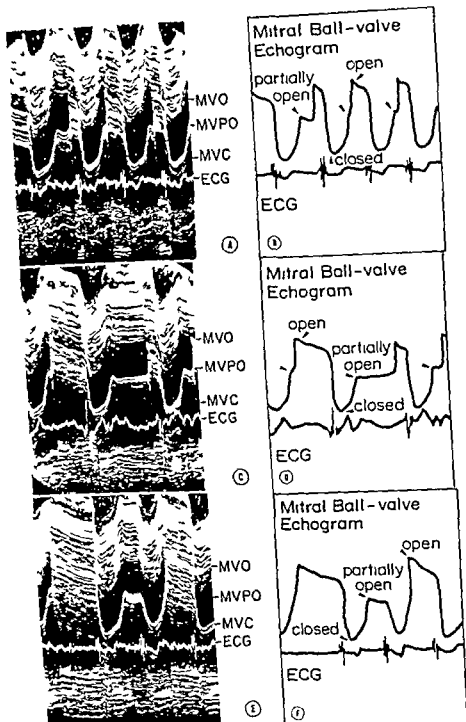 MVO
MVPO
MVC
ECG
A
Mitral Ball-valve
Echogram
open
partially
open
closed
ECG
MVO
MVPO
MVC
ECG
C
Mitral Ball-valve
Echogram
open
partially
open
closed
ECG
MVO
MVPO
MVC
ECG
E
Mitral Ball-valve
Echogram
open
partially
open
closed
ECG
F